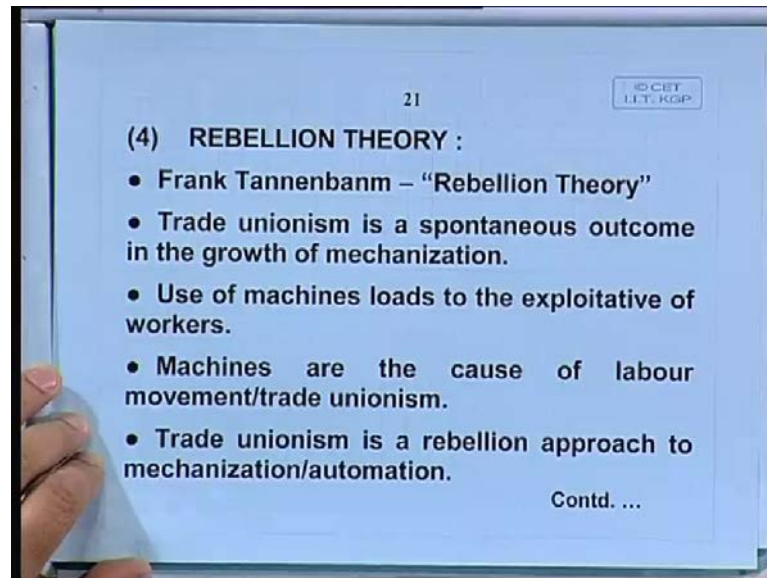 21
© CET
I.I.T. KGP
(4) REBELLION THEORY :
• Frank Tannenbanm – “Rebellion Theory”
• Trade unionism is a spontaneous outcome
in the growth of mechanization.
• Use of machines loads to the exploitative of
workers.
• Machines are the cause of labour
movement/trade unionism.
• Trade unionism is a rebellion approach to
mechanization/automation.
Contd. ...